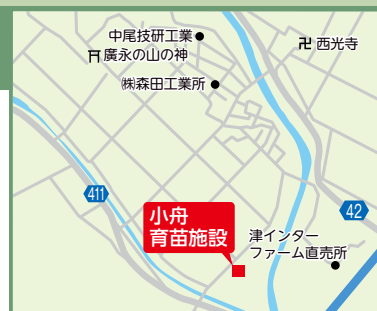 中尾技研工業
廣永の山の神
卍 西光寺
㈱森田工業所
411
小舟
育苗施設
42
津インター
ファーム直売所